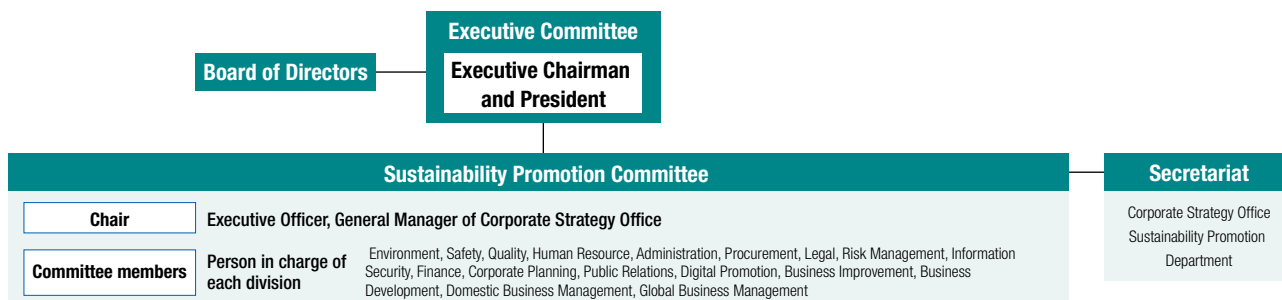 Executive Committee
Board of Directors
Executive Chairman
and President
Sustainability Promotion Committee
Chair
Executive Officer, General Manager of Corporate Strategy Office
Committee members
Person in charge of
each division
Environment, Safety, Quality, Human Resource, Administration, Procurement, Legal, Risk Management, Information
Security, Finance, Corporate Planning, Public Relations, Digital Promotion, Business Improvement, Business
Development, Domestic Business Management, Global Business Management
Secretariat
Corporate Strategy Office
Sustainability Promotion
Department